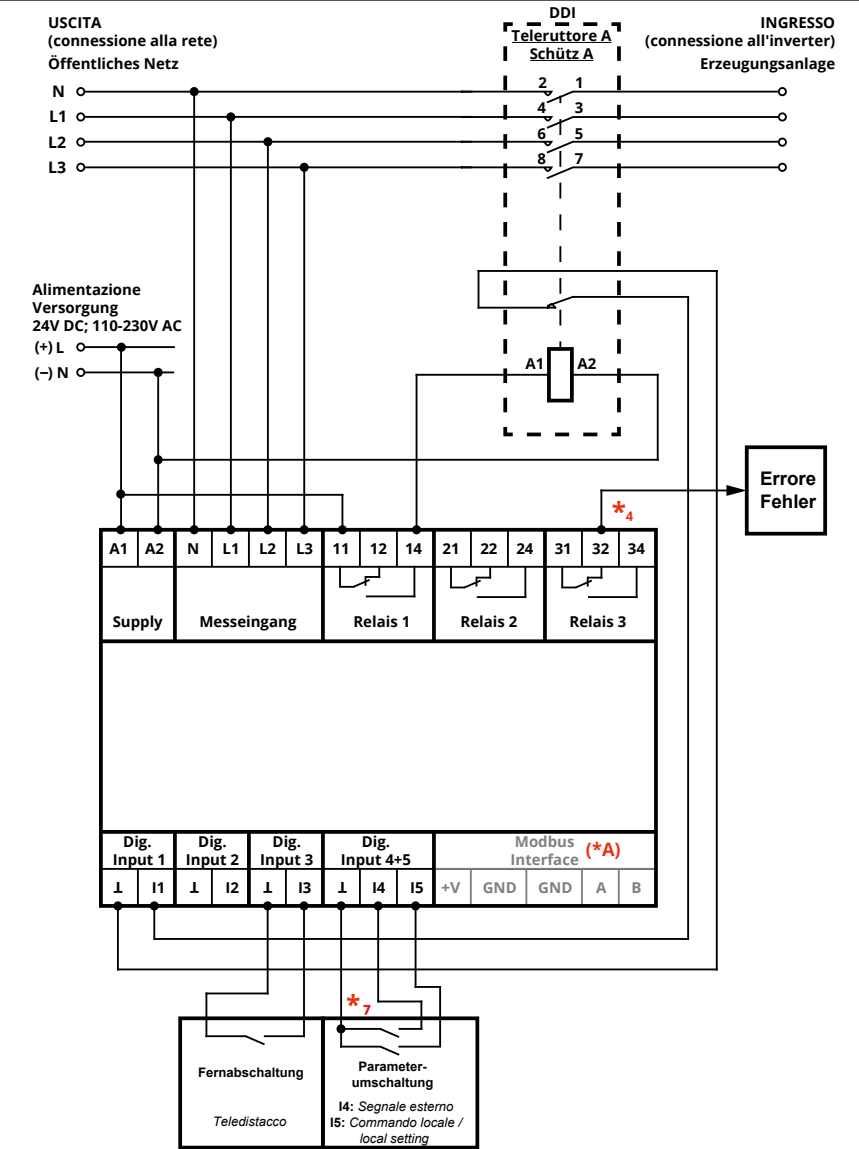 DDI
USCITA
(connessione alla rete)
Öffentliches Netz
Teleruttore A
Schütz A
INGRESSO
(connessione all'inverter)
Erzeugungsanlage
N
2 1
L1
4 3
L2
6 5
L3
8 7
Alimentazione
Versorgung
24V DC; 110-230V AC
(+) L
(−) N
A1 A2
Errore
Fehler
*4
A1 A2 N L1 L2 L3 11 12 14 21 22 24 31 32 34
Supply Messeingang Relais 1 Relais 2 Relais 3
Dig.
Input 1
Dig.
Input 2
Dig.
Input 3
Dig.
Input 4+5
Modbus
Interface
(*A)
⊥ I1 ⊥ I2 ⊥ I3 ⊥ I4 I5 +V GND GND A B
*7
Fernabschaltung
Teledistacco
Parameter-
umschaltung
I4: Segnale esterno
I5: Commando locale /
local setting